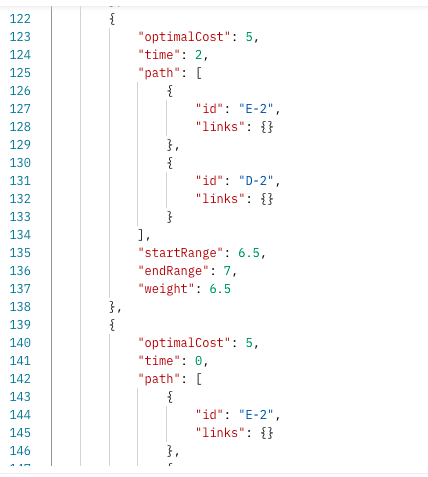 122 {
123 "optimalCost": 5,
124 "time": 2,
125 "path": [
126 {
127 "id": "E-2",
128 "links": {}
129 },
130 {
131 "id": "D-2",
132 "links": {}
133 }
134 ],
135 "startRange": 6.5,
136 "endRange": 7,
137 "weight": 6.5
138 },
139 {
140 "optimalCost": 5,
141 "time": 0,
142 "path": [
143 {
144 "id": "E-2",
145 "links": {}
146 },